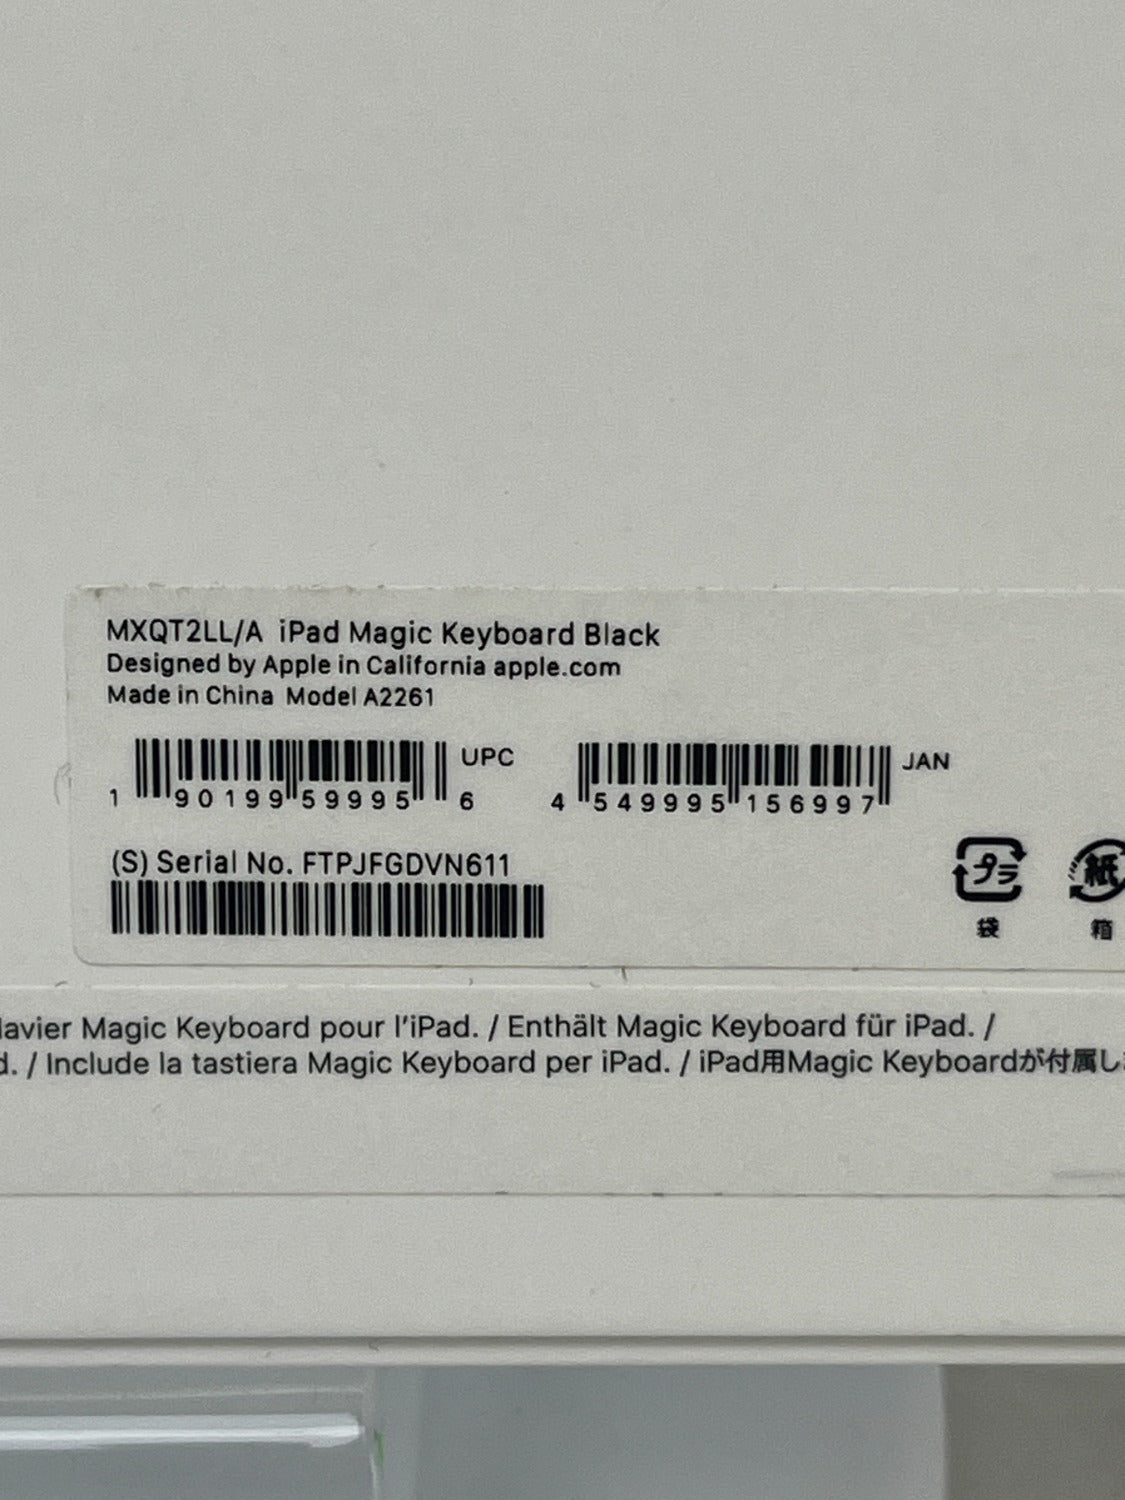 MXQT2LL/A iPad Magic Keyboard Black
Designed by Apple in California apple.com
Made in China Model A2261
UPC
1 90199 59995 6
JAN
4 549995 156997
(S) Serial No. FTPJFGDVN611
プラ
袋
紙
箱
lavier Magic Keyboard pour l'iPad. / Enthält Magic Keyboard für iPad. /
d. / Include la tastiera Magic Keyboard per iPad. / iPad用Magic Keyboardが付属し